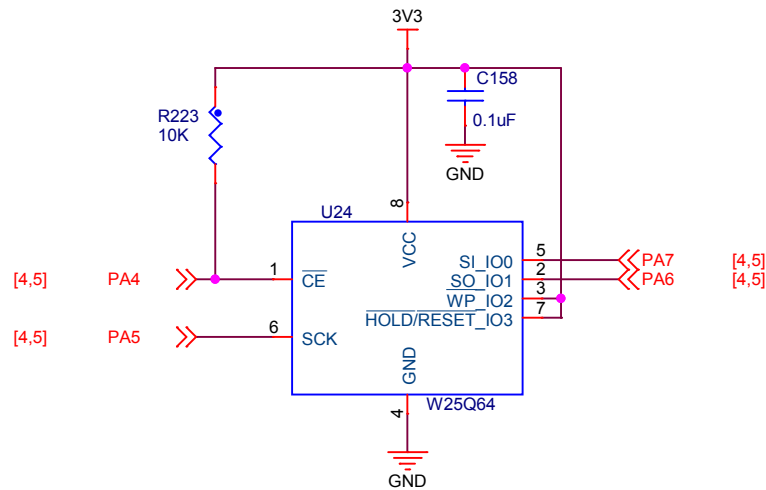 3V3
C158
R223
10K
0.1uF
GND
U24
8
VCC
[4,5] PA4 1 CE
SI_IO0 5 PA7 [4,5]
SO_IO1 2 PA6 [4,5]
WP_IO2 3
HOLD/RESET_IO3 7
[4,5] PA5 6 SCK
GND
4
W25Q64
GND